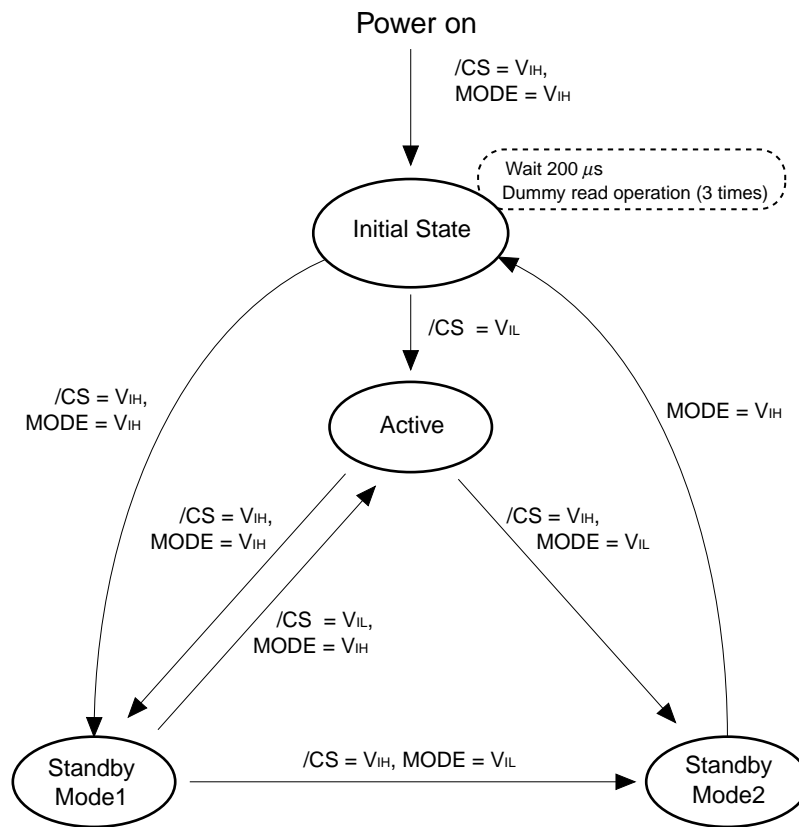 Power on
/CS = VIH,
MODE = VIH
Wait 200 μs
Dummy read operation (3 times)
Initial State
/CS = VIL
/CS = VIH,
MODE = VIH
MODE = VIH
Active
/CS = VIH,
MODE = VIH
/CS = VIH,
MODE = VIL
/CS = VIL,
MODE = VIH
Standby
Mode1
/CS = VIH, MODE = VIL
Standby
Mode2